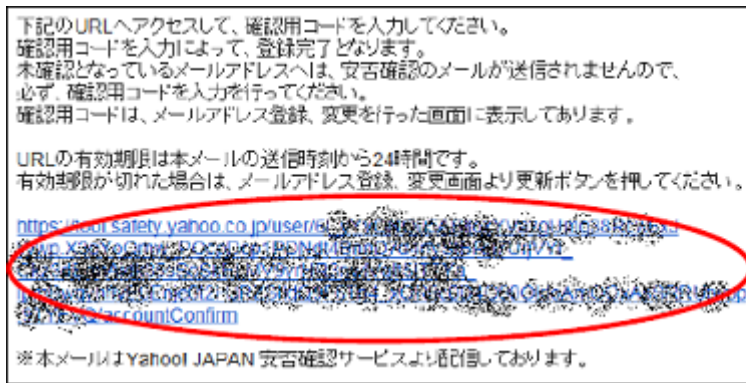 下記のURLへアクセスして、確認用コードを入力してください。
確認用コードを入力によって、登録完了となります。
未確認となっているメールアドレスへは、安否確認のメールが送信されませんので、
必ず、確認用コードを入力を行ってください。
確認用コードは、メールアドレス登録、変更を行った画面に表示してあります。
URLの有効期限は本メールの送信時刻から24時間です。
有効期限が切れた場合は、メールアドレス登録、変更画面より更新ボタンを押してください。
https://tool.safety.yahoo.co.jp/user/
/accountConfirm
※本メールはYahoo! JAPAN 安否確認サービスより配信しております。